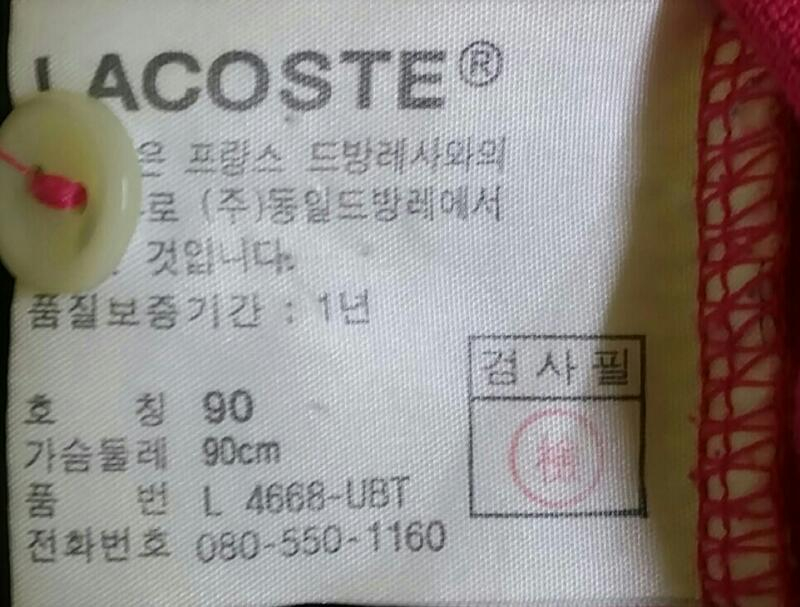 LACOSTE®
은 프랑스 드방레사와의
로 (주)동일드방레에서
것입니다.
품질보증기간 : 1년
검사필
檢
호 칭 90
가슴둘레 90cm
품 번 L 4668-UBT
전화번호 080-550-1160